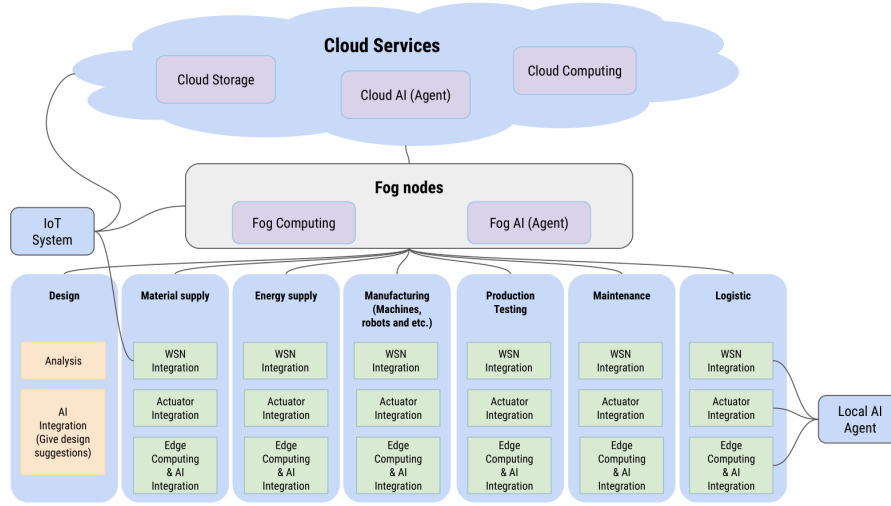 Cloud Services
Cloud Storage
Cloud AI (Agent)
Cloud Computing
Fog nodes
Fog Computing
Fog AI (Agent)
IoT
System
Design
Analysis
AI
Integration
(Give design
suggestions)
Material supply
WSN
Integration
Actuator
Integration
Edge
Computing
& AI
Integration
Energy supply
WSN
Integration
Actuator
Integration
Edge
Computing
& AI
Integration
Manufacturing
(Machines,
robots and etc.)
WSN
Integration
Actuator
Integration
Edge
Computing
& AI
Integration
Production
Testing
WSN
Integration
Actuator
Integration
Edge
Computing
& AI
Integration
Maintenance
WSN
Integration
Actuator
Integration
Edge
Computing
& AI
Integration
Logistic
WSN
Integration
Actuator
Integration
Edge
Computing
& AI
Integration
Local AI
Agent